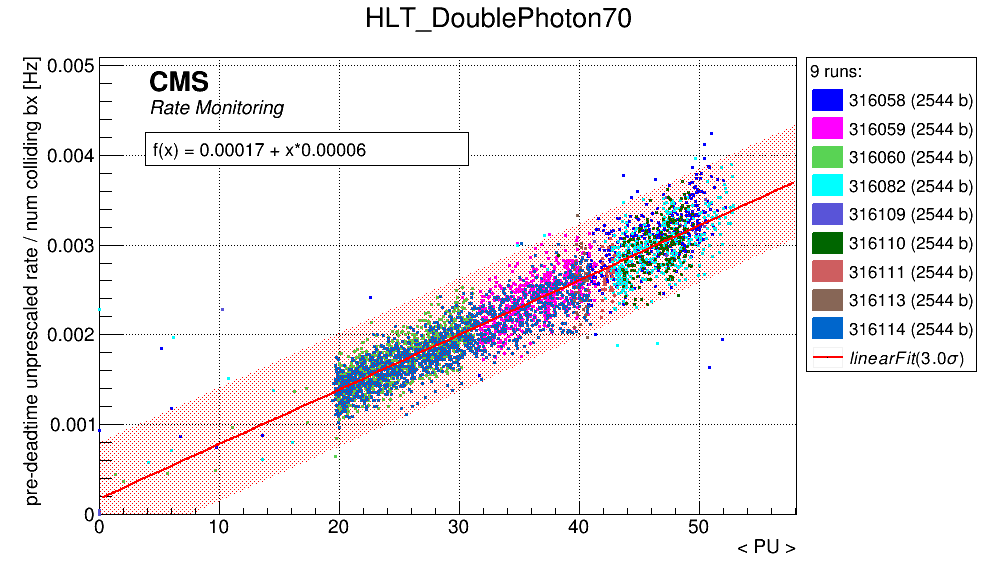 HLT_DoublePhoton70
pre-deadtime unprescaled rate / num colliding bx [Hz]
0.005
0.004
0.003
0.002
0.001
0
CMS
Rate Monitoring
f(x) = 0.00017 + x*0.00006
0 10 20 30 40 50
< PU >
9 runs:
316058 (2544 b)
316059 (2544 b)
316060 (2544 b)
316082 (2544 b)
316109 (2544 b)
316110 (2544 b)
316111 (2544 b)
316113 (2544 b)
316114 (2544 b)
linearFit(3.0σ)